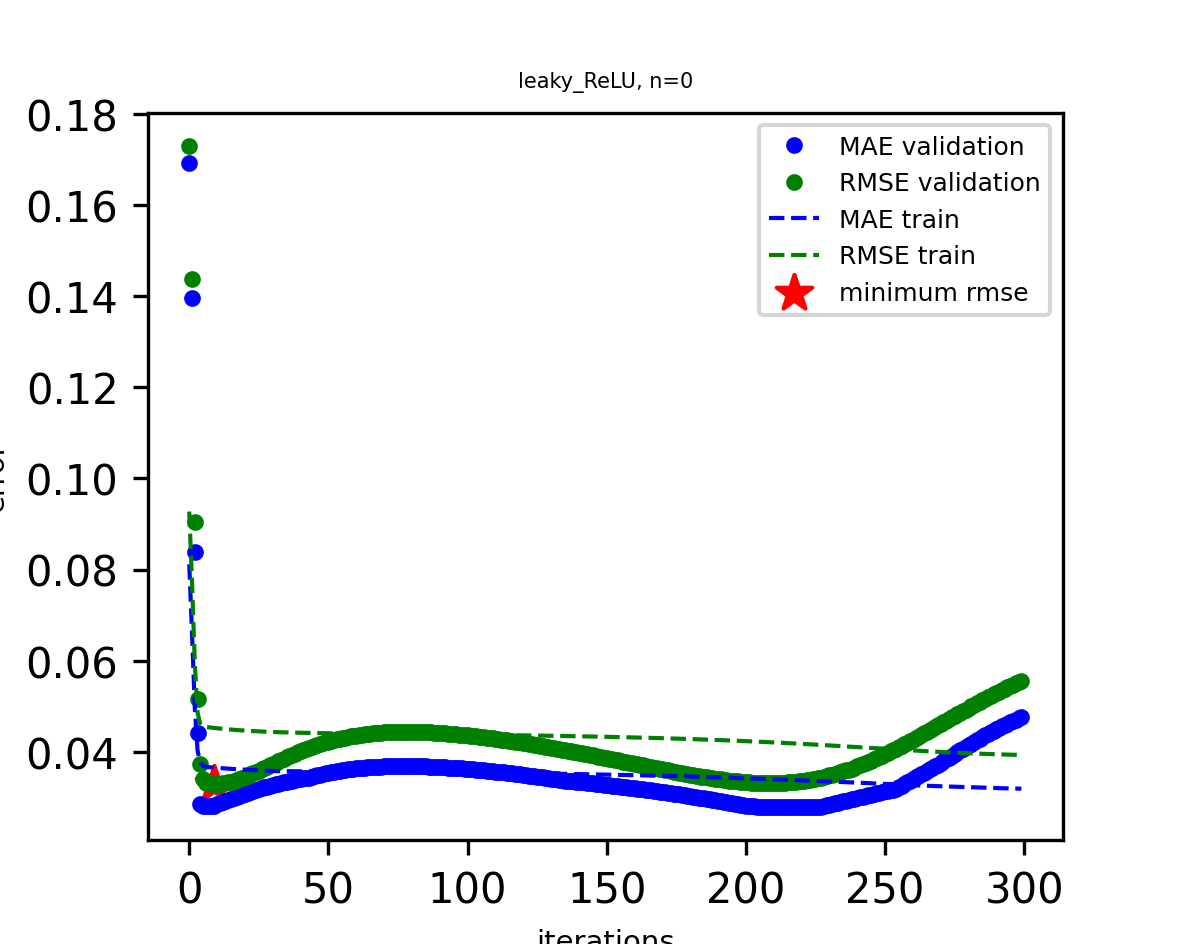 leaky_ReLU, n=0
0.18
0.16
0.14
0.12
0.10
0.08
0.06
0.04
MAE validation
RMSE validation
MAE train
RMSE train
minimum rmse
0 50 100 150 200 250 300
iterations